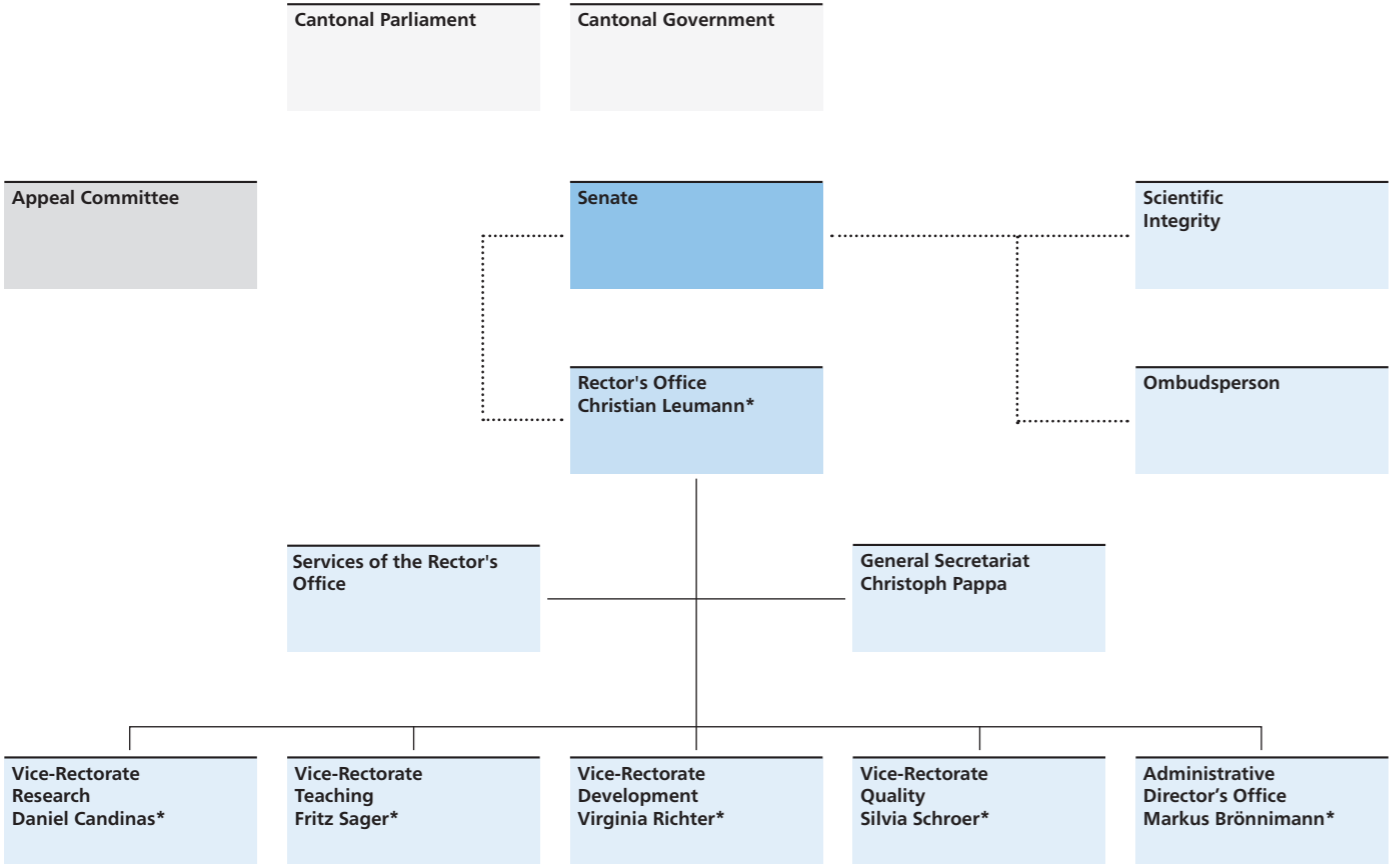 Cantonal Parliament
Cantonal Government
Appeal Committee
Senate
Scientific
Integrity
Rector's Office
Christian Leumann*
Ombudsperson
Services of the Rector's
Office
General Secretariat
Christoph Pappa
Vice-Rectorate
Research
Daniel Candinas*
Vice-Rectorate
Teaching
Fritz Sager*
Vice-Rectorate
Development
Virginia Richter*
Vice-Rectorate
Quality
Silvia Schroer*
Administrative
Director’s Office
Markus Brönnimann*